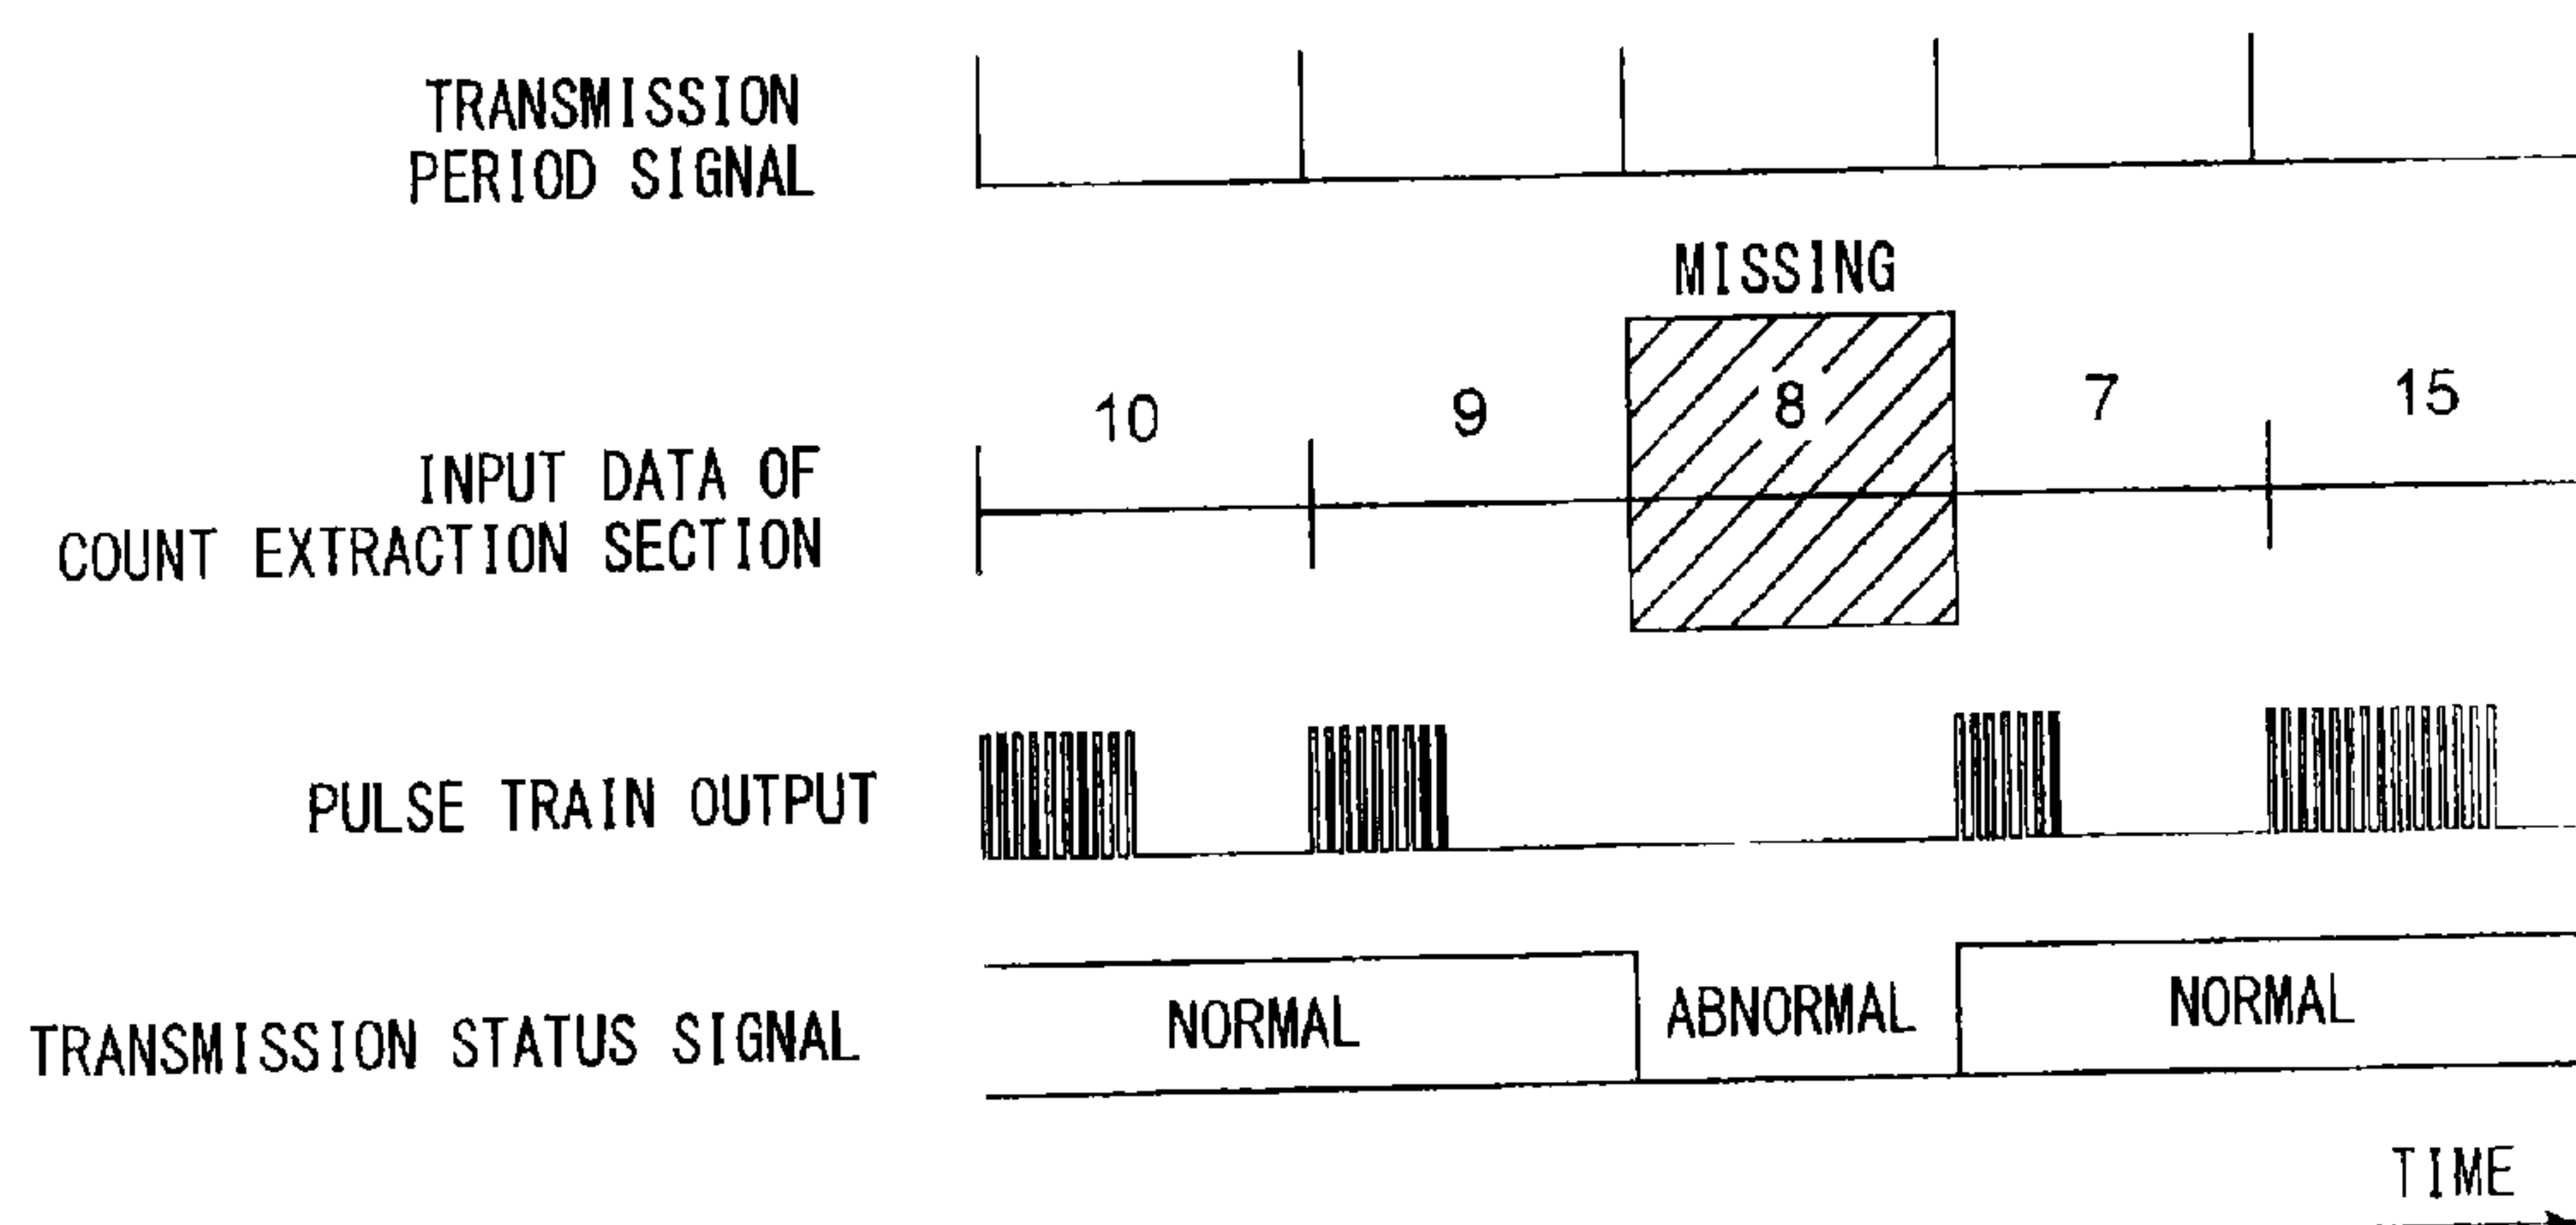 TRANSMISSION
PERIOD SIGNAL
MISSING
10 9 8 7 15
INPUT DATA OF
COUNT EXTRACTION SECTION
PULSE TRAIN OUTPUT
TRANSMISSION STATUS SIGNAL
NORMAL ABNORMAL NORMAL
TIME